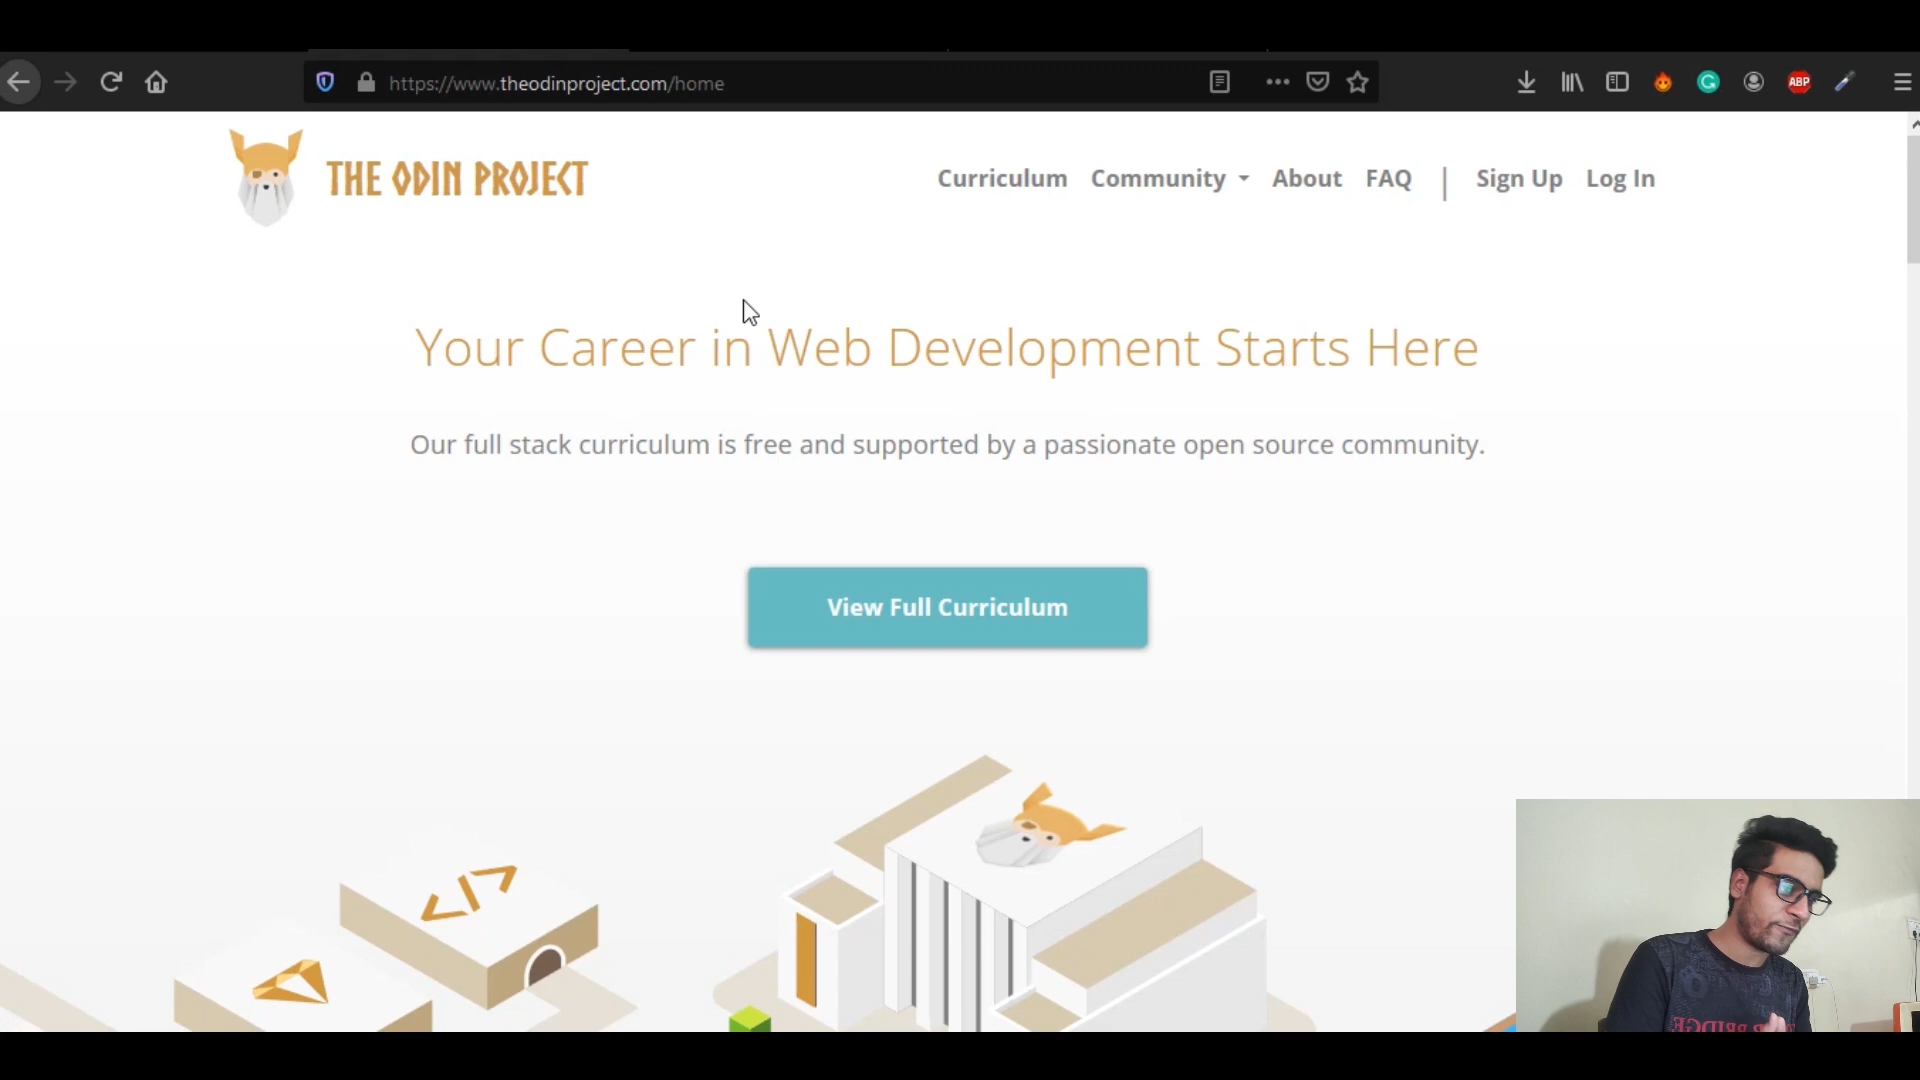 https://www.theodinproject.com/home
ABP
THE ODIN PROJECT
Curriculum Community About FAQ | Sign Up Log In
Your Career in Web Development Starts Here
Our full stack curriculum is free and supported by a passionate open source community.
View Full Curriculum